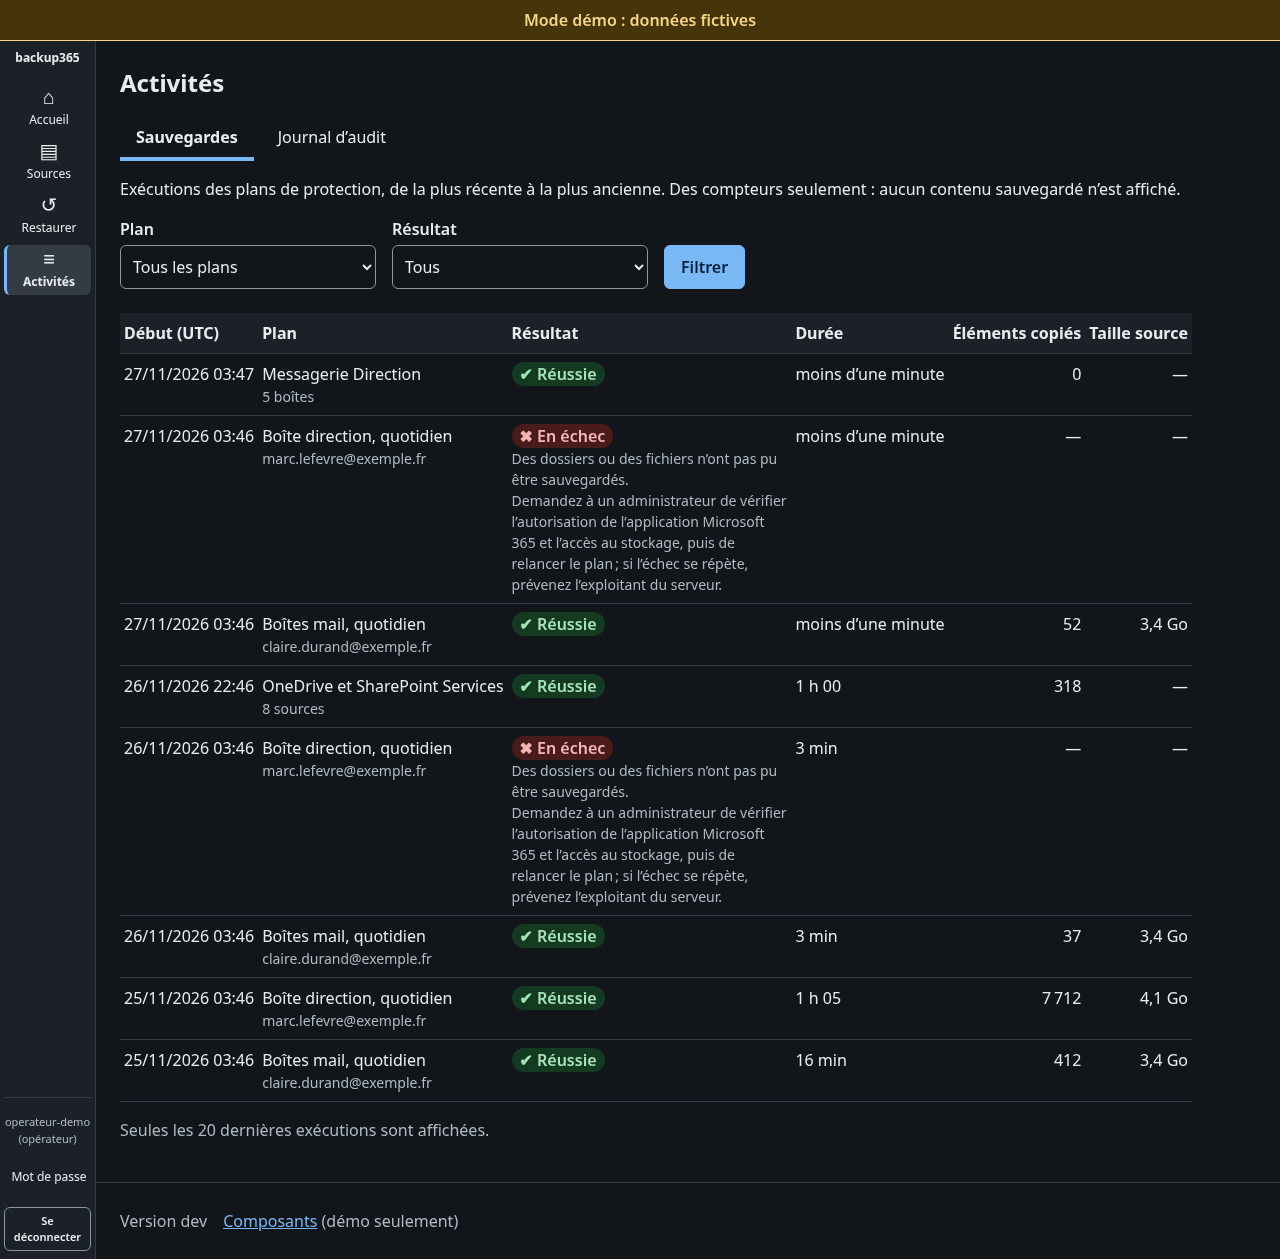 Mode démo : données fictives
backup365
Accueil
Sources
Restaurer
Activités
operateur-demo
(opérateur)
Mot de passe
Se
déconnecter
Activités
Sauvegardes Journal d’audit
Exécutions des plans de protection, de la plus récente à la plus ancienne. Des compteurs seulement : aucun contenu sauvegardé n’est affiché.
Plan Résultat
Tous les plans Tous Filtrer
Début (UTC) Plan Résultat Durée Éléments copiés Taille source
27/11/2026 03:47 Messagerie Direction ✔ Réussie moins d’une minute 0 —
5 boîtes
27/11/2026 03:46 Boîte direction, quotidien ✖ En échec moins d’une minute — —
marc.lefevre@exemple.fr
Des dossiers ou des fichiers n’ont pas pu
être sauvegardés.
Demandez à un administrateur de vérifier
l’autorisation de l’application Microsoft
365 et l’accès au stockage, puis de
relancer le plan ; si l’échec se répète,
prévenez l’exploitant du serveur.
27/11/2026 03:46 Boîtes mail, quotidien ✔ Réussie moins d’une minute 52 3,4 Go
claire.durand@exemple.fr
26/11/2026 22:46 OneDrive et SharePoint Services ✔ Réussie 1 h 00 318 —
8 sources
26/11/2026 03:46 Boîte direction, quotidien ✖ En échec 3 min — —
marc.lefevre@exemple.fr
Des dossiers ou des fichiers n’ont pas pu
être sauvegardés.
Demandez à un administrateur de vérifier
l’autorisation de l’application Microsoft
365 et l’accès au stockage, puis de
relancer le plan ; si l’échec se répète,
prévenez l’exploitant du serveur.
26/11/2026 03:46 Boîtes mail, quotidien ✔ Réussie 3 min 37 3,4 Go
claire.durand@exemple.fr
25/11/2026 03:46 Boîte direction, quotidien ✔ Réussie 1 h 05 7 712 4,1 Go
marc.lefevre@exemple.fr
25/11/2026 03:46 Boîtes mail, quotidien ✔ Réussie 16 min 412 3,4 Go
claire.durand@exemple.fr
Seules les 20 dernières exécutions sont affichées.
Version dev Composants (démo seulement)